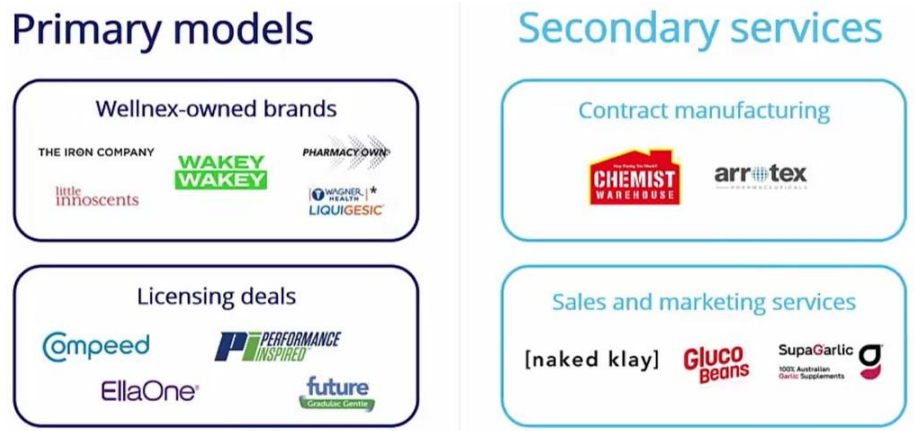 Primary models
Secondary services
Wellnex-owned brands
THE IRON COMPANY
WAKEY
WAKEY
PHARMACY OWN
little
innoscents
WAGNER
HEALTH *
LIQUIGESIC
Contract manufacturing
CHEMIST
WAREHOUSE
arrotex
PHARMACEUTICALS
Licensing deals
Compeed
Pi PERFORMANCE
INSPIRED
EllaOne®
future
Gradulac Gentle
Sales and marketing services
[naked klay]
Gluco
Beans
SupaGarlic
100% Australian
Garlic Supplements